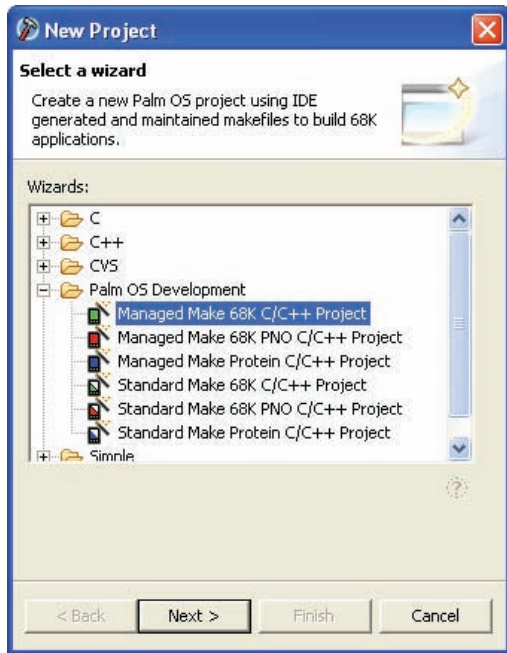 New Project
Select a wizard
Create a new Palm OS project using IDE
generated and maintained makefiles to build 68K
applications.
Wizards:
C
C++
CVS
Palm OS Development
Managed Make 68K C/C++ Project
Managed Make 68K PNO C/C++ Project
Managed Make Protein C/C++ Project
Standard Make 68K C/C++ Project
Standard Make 68K PNO C/C++ Project
Standard Make Protein C/C++ Project
Simple
?
< Back Next > Finish Cancel